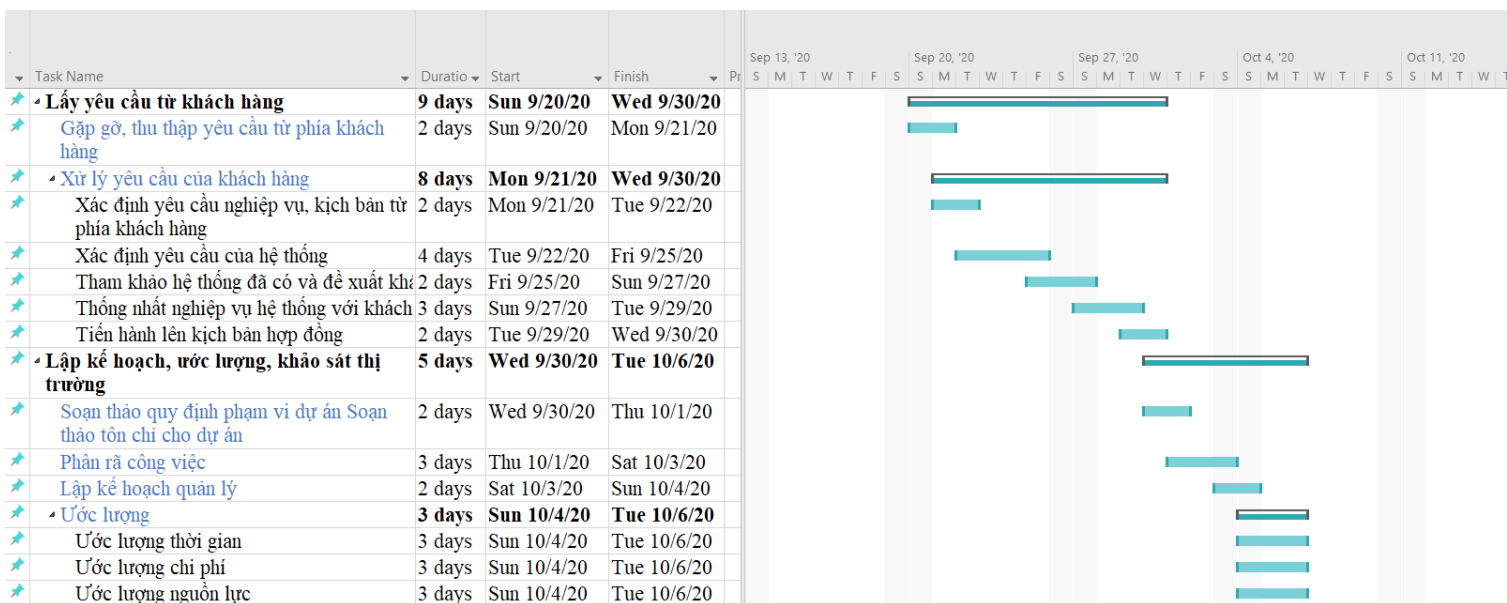 Sep 13, '20 Sep 20, '20 Sep 27, '20 Oct 4, '20 Oct 11, '20
Task Name Duratio Start Finish Pr S M T W T F S S M T W T F S S M T W T F S S M T W T F S S M T W
Lấy yêu cầu từ khách hàng 9 days Sun 9/20/20 Wed 9/30/20
Gặp gỡ, thu thập yêu cầu từ phía khách 2 days Sun 9/20/20 Mon 9/21/20
hàng
Xử lý yêu cầu của khách hàng 8 days Mon 9/21/20 Wed 9/30/20
Xác định yêu cầu nghiệp vụ, kịch bản từ 2 days Mon 9/21/20 Tue 9/22/20
phía khách hàng
Xác định yêu cầu của hệ thống 4 days Tue 9/22/20 Fri 9/25/20
Tham khảo hệ thống đã có và đề xuất 2 days Fri 9/25/20 Sun 9/27/20
Thống nhất nghiệp vụ hệ thống với khách 3 days Sun 9/27/20 Tue 9/29/20
Tiến hành lên kịch bản hợp đồng 2 days Tue 9/29/20 Wed 9/30/20
Lập kế hoạch, ước lượng, khảo sát thị 5 days Wed 9/30/20 Tue 10/6/20
trường
Soạn thảo quy định phạm vi dự án Soạn 2 days Wed 9/30/20 Thu 10/1/20
thảo tôn chỉ cho dự án
Phân rã công việc 3 days Thu 10/1/20 Sat 10/3/20
Lập kế hoạch quản lý 2 days Sat 10/3/20 Sun 10/4/20
Ước lượng 3 days Sun 10/4/20 Tue 10/6/20
Ước lượng thời gian 3 days Sun 10/4/20 Tue 10/6/20
Ước lượng chi phí 3 days Sun 10/4/20 Tue 10/6/20
Ước lượng nguồn lực 3 days Sun 10/4/20 Tue 10/6/20